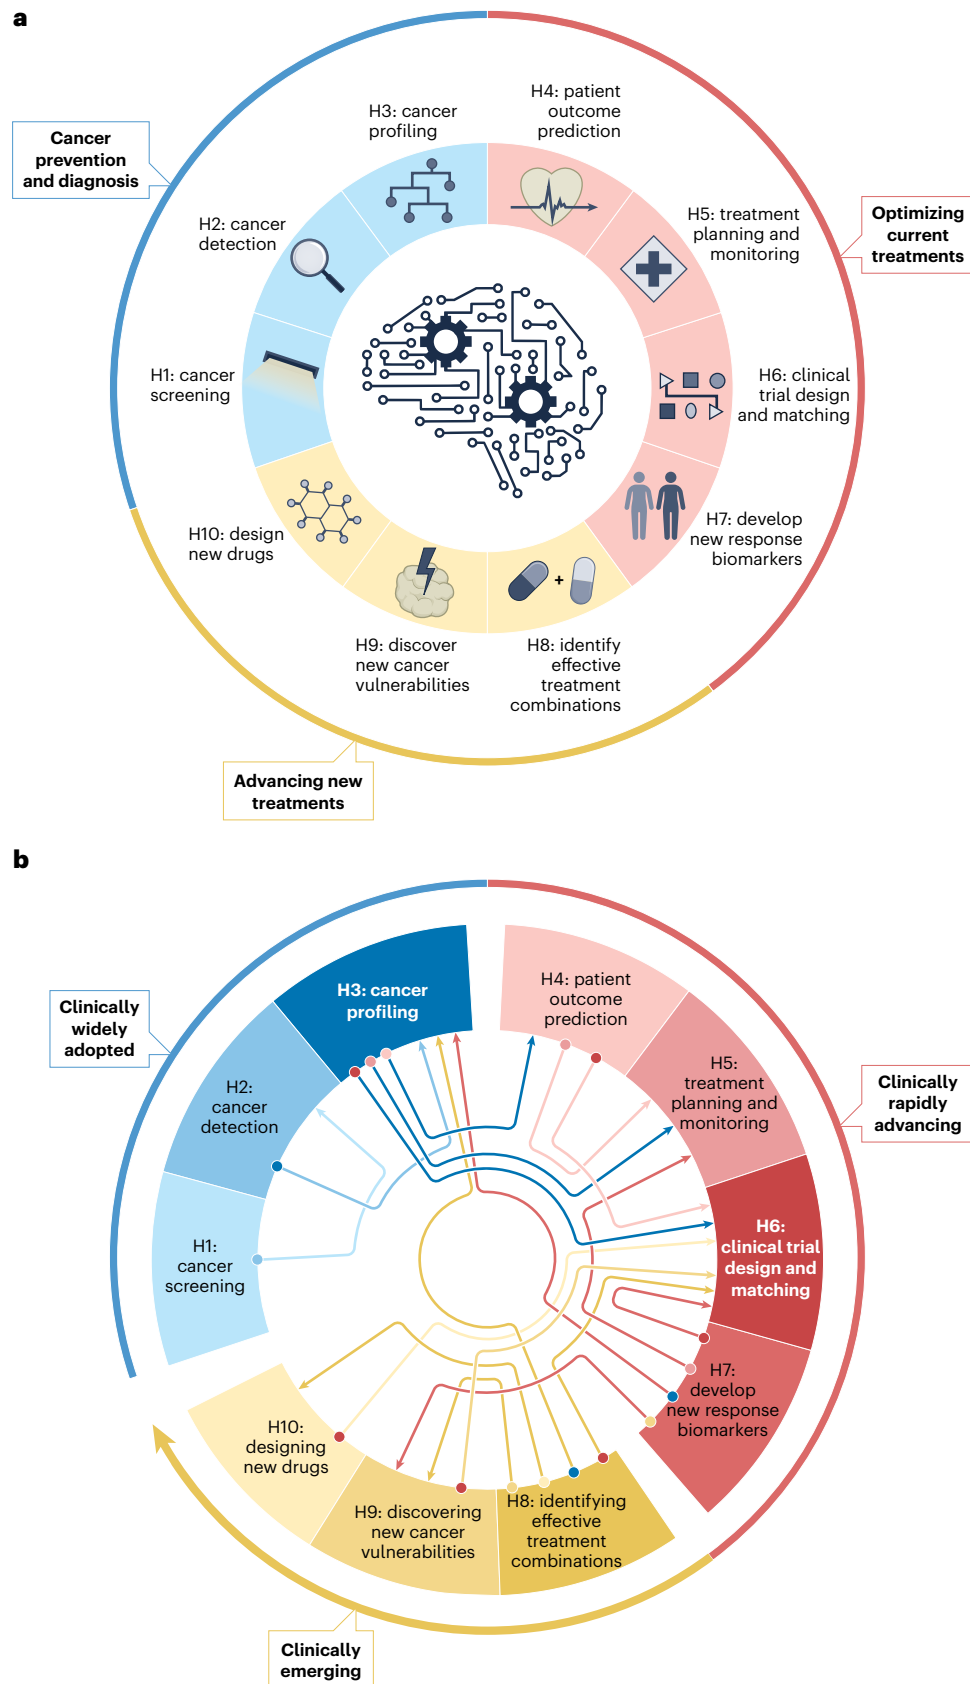 a
H4: patient
outcome
prediction
H3: cancer
profiling
Cancer
prevention
and diagnosis
H2: cancer
detection
H5: treatment
planning and
monitoring
Optimizing
current
treatments
H1: cancer
screening
H6: clinical
trial design
and matching
H10: design
new drugs
H7: develop
new response
biomarkers
+
H9: discover
new cancer
vulnerabilities
H8: identify
effective
treatment
combinations
Advancing new
treatments
b
H3: cancer
profiling
H4: patient
outcome
prediction
Clinically
widely
adopted
H2:
cancer
detection
H5:
treatment
planning and
monitoring
Clinically
rapidly
advancing
H1:
cancer
screening
H6:
clinical trial
design and
matching
H7:
develop
new response
biomarkers
H10:
designing
new drugs
H9: discovering
new cancer
vulnerabilities
H8: identifying
effective
treatment
combinations
Clinically
emerging